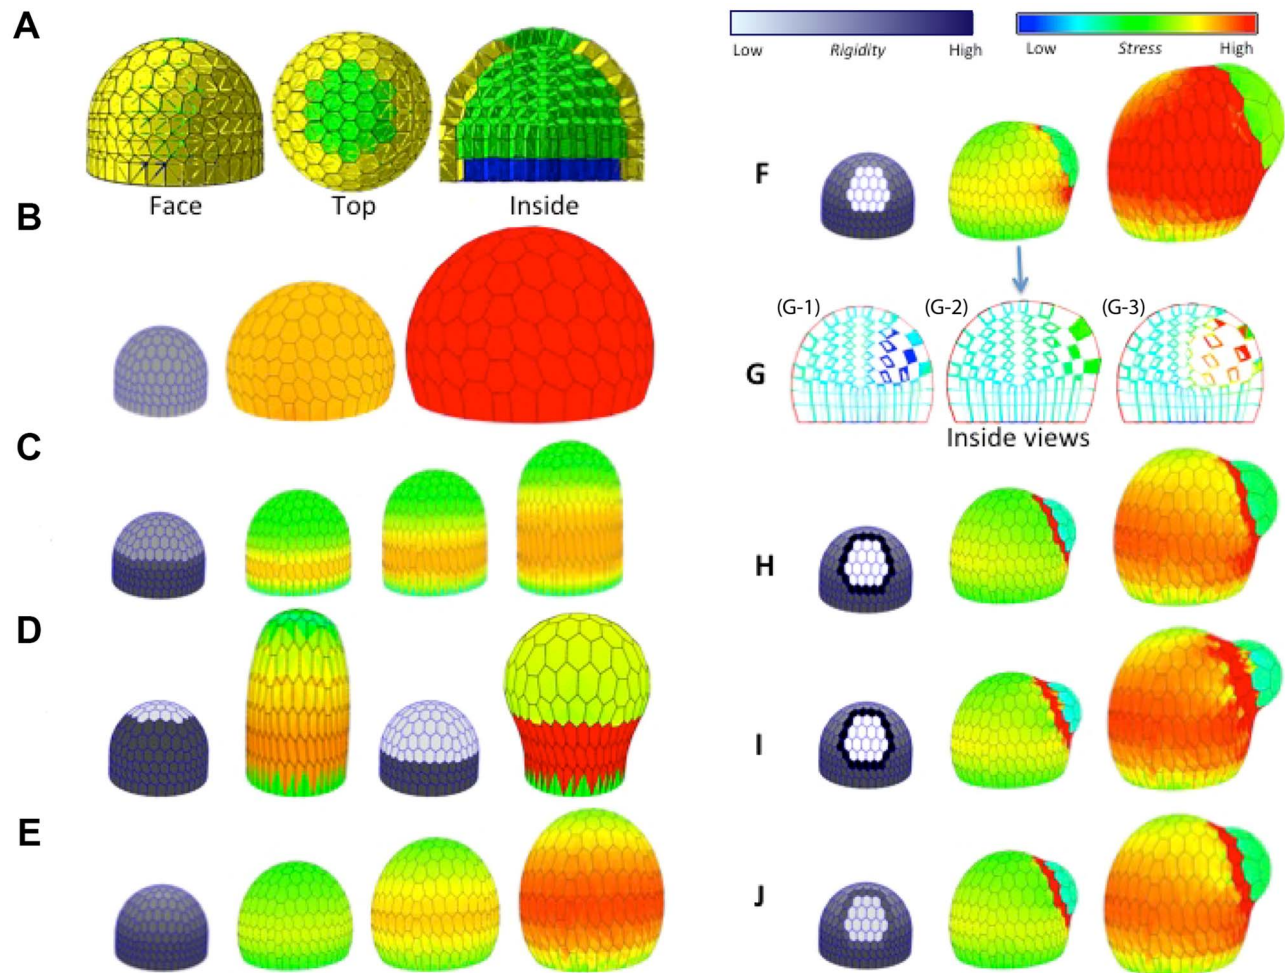 A
Face Top Inside
B
C
D
E
Low Rigidity High
Low Stress High
F
(G-1) (G-2) (G-3)
G
Inside views
H
I
J